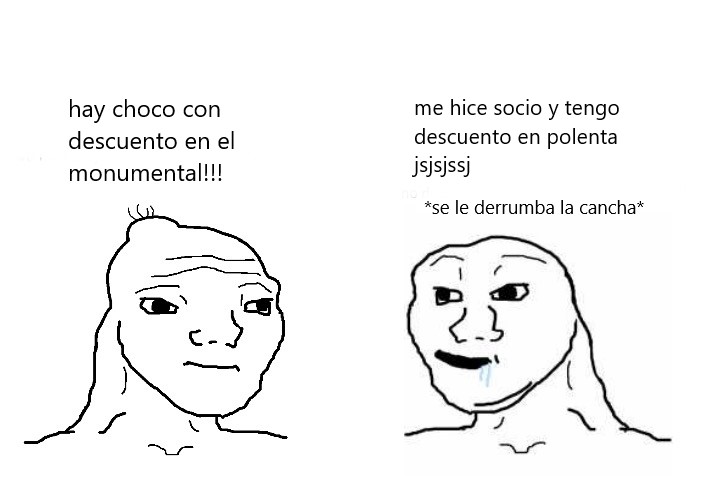 hay choco con
descuento en el
monumental!!!
me hice socio y tengo
descuento en polenta
jsjsjssj
*se le derrumba la cancha*